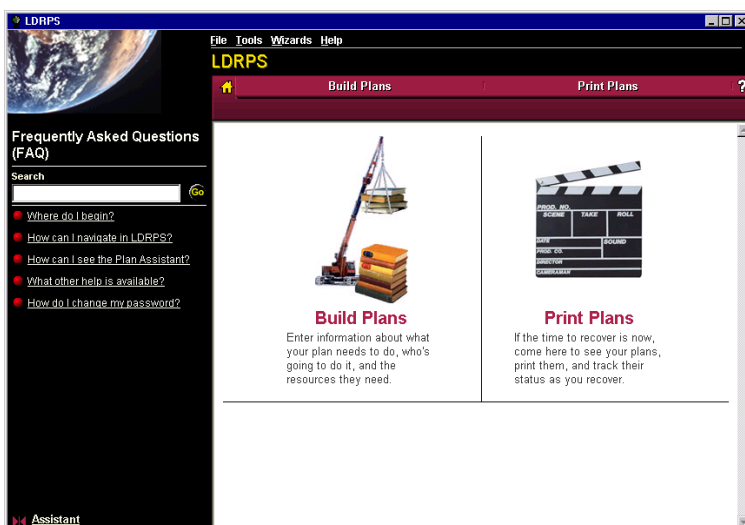 LDRPS
File Tools Wizards Help
LDRPS
Build Plans
Print Plans
?
Frequently Asked Questions
(FAQ)
Search
Go
Where do I begin?
How can I navigate in LDRPS?
How can I see the Plan Assistant?
What other help is available?
How do I change my password?
Assistant
PROD. NO.
SCENE TAKE ROLL
DATE SOUND
PROD. CO.
DIRECTOR
CAMERAMAN
Build Plans
Enter information about what
your plan needs to do, who's
going to do it, and the
resources they need.
Print Plans
If the time to recover is now,
come here to see your plans,
print them, and track their
status as you recover.